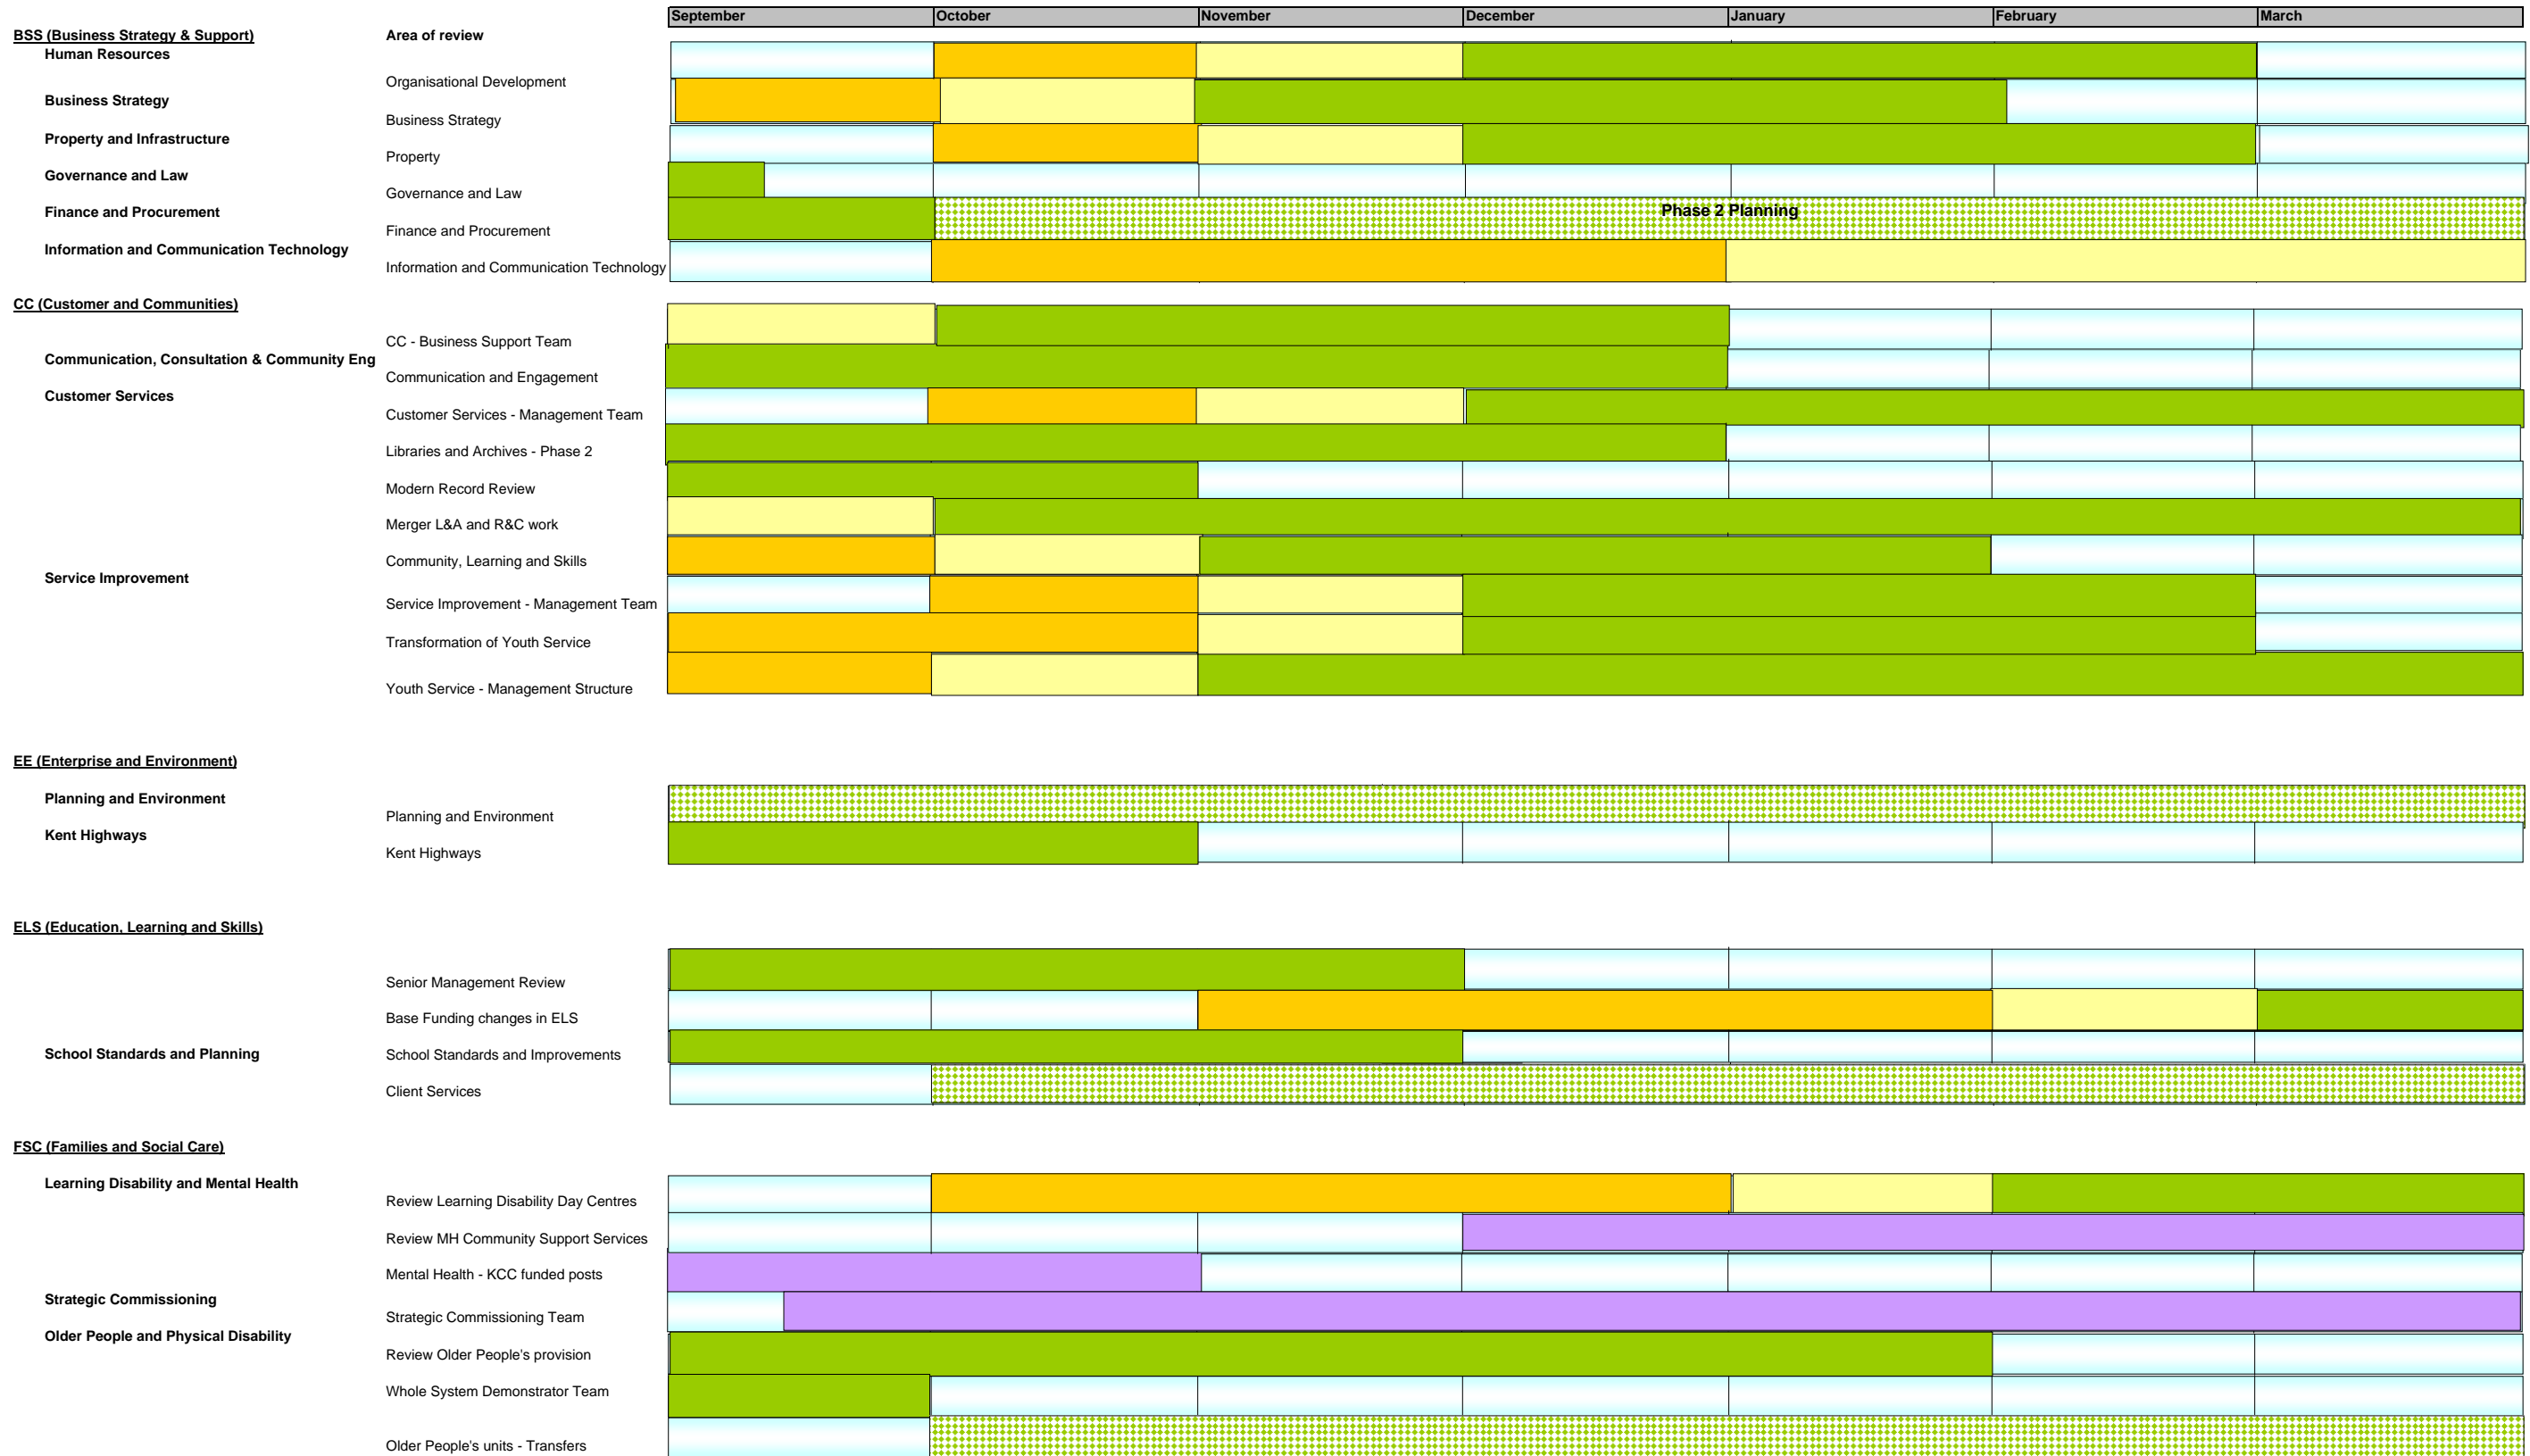 September October November December January February March
BSS (Business Strategy & Support) Area of review
Human Resources
Organisational Development
Business Strategy
Business Strategy
Property and Infrastructure
Property
Governance and Law
Governance and Law
Finance and Procurement Phase 2 Planning
Finance and Procurement
Information and Communication Technology
Information and Communication Technology
CC (Customer and Communities)
CC - Business Support Team
Communication, Consultation & Community Eng
Communication and Engagement
Customer Services
Customer Services - Management Team
Libraries and Archives - Phase 2
Modern Record Review
Merger L&A and R&C work
Community, Learning and Skills
Service Improvement
Service Improvement - Management Team
Transformation of Youth Service
Youth Service - Management Structure
EE (Enterprise and Environment)
Planning and Environment
Planning and Environment
Kent Highways
Kent Highways
ELS (Education, Learning and Skills)
Senior Management Review
Base Funding changes in ELS
School Standards and Planning School Standards and Improvements
Client Services
FSC (Families and Social Care)
Learning Disability and Mental Health
Review Learning Disability Day Centres
Review MH Community Support Services
Mental Health - KCC funded posts
Strategic Commissioning
Strategic Commissioning Team
Older People and Physical Disability
Review Older People's provision
Whole System Demonstrator Team
Older People's units - Transfers